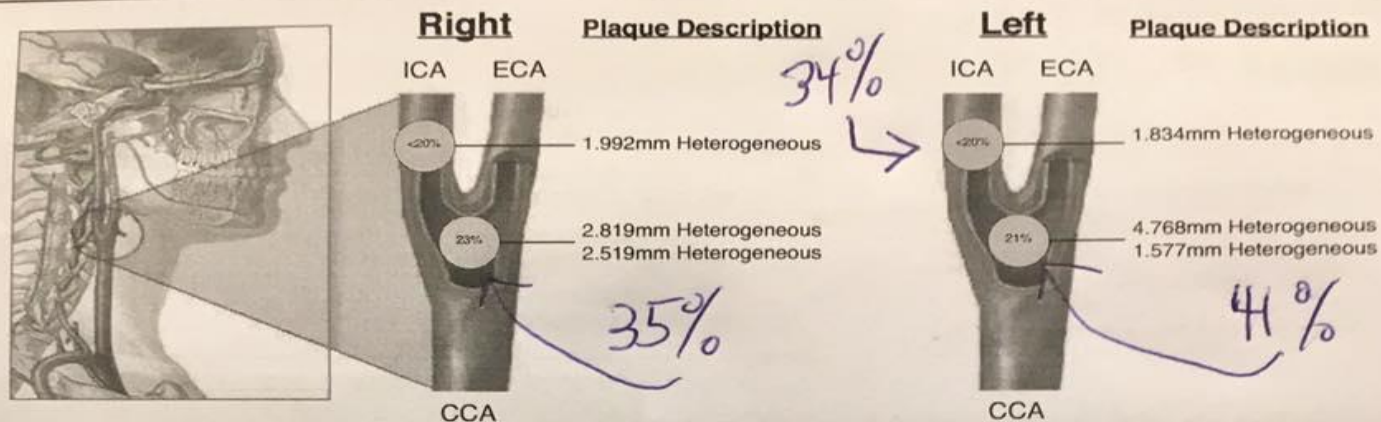 Right Plaque Description
ICA ECA
<20%
1.992mm Heterogeneous
23%
2.819mm Heterogeneous
2.519mm Heterogeneous
35%
CCA
34%
Left Plaque Description
ICA ECA
<20%
1.834mm Heterogeneous
21%
4.768mm Heterogeneous
1.577mm Heterogeneous
41%
CCA